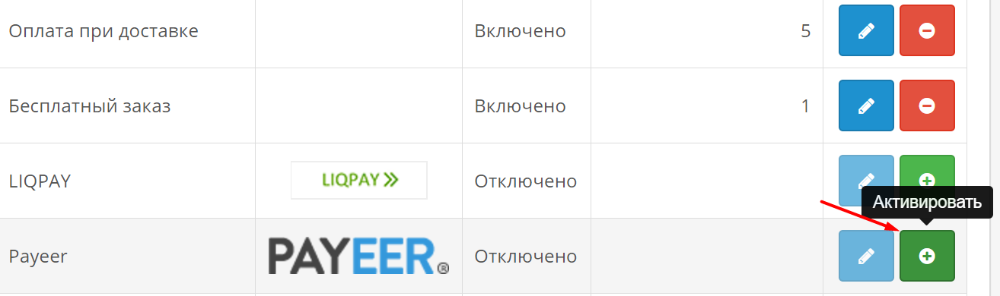 Оплата при доставке Включено 5
Бесплатный заказ Включено 1
LIQPAY LIQPAY Отключено
Активировать
Payeer PAYEER® Отключено